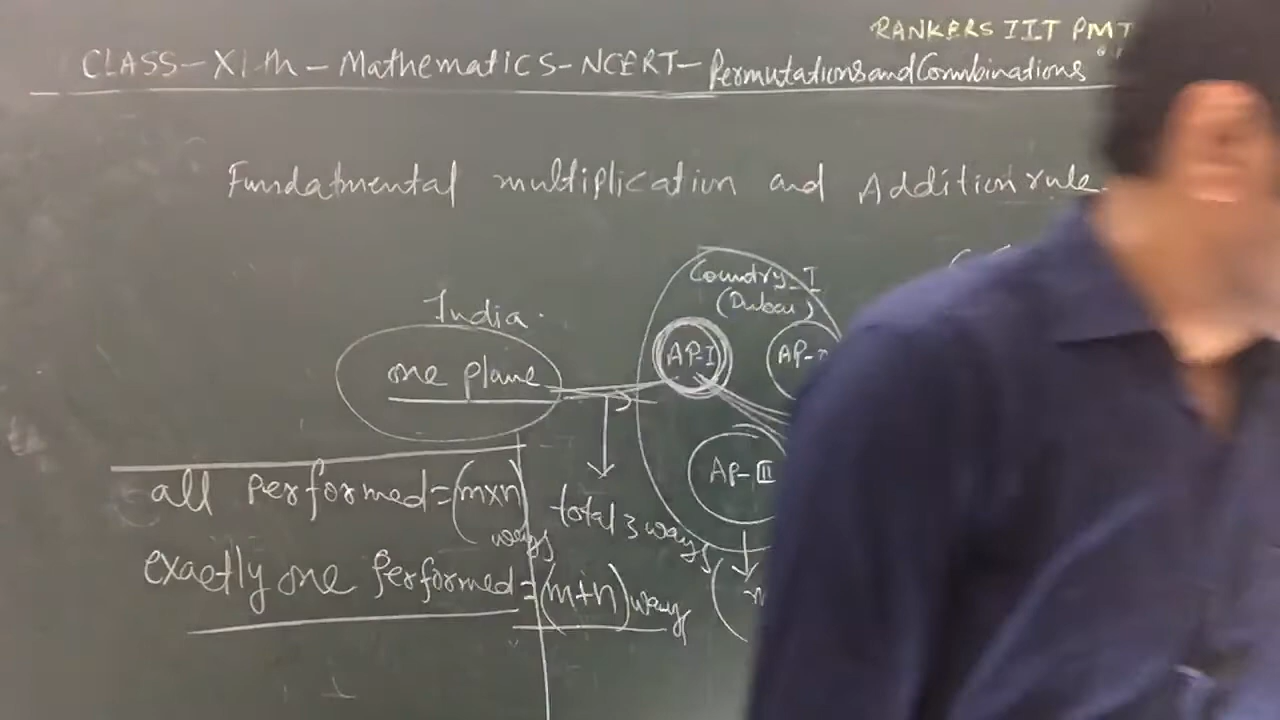 RANKERS IIT PMT
CLASS-XI-th-Mathematics-NCERT-Permutations and Combinations
Fundatmental multiplication and Addition rule.
India.
one plane
Country-I
(Dubai)
AP-I
AP-II
AP-III
total 3 ways
all performed=(m×n)
ways
exactly one performed=(m+n)way